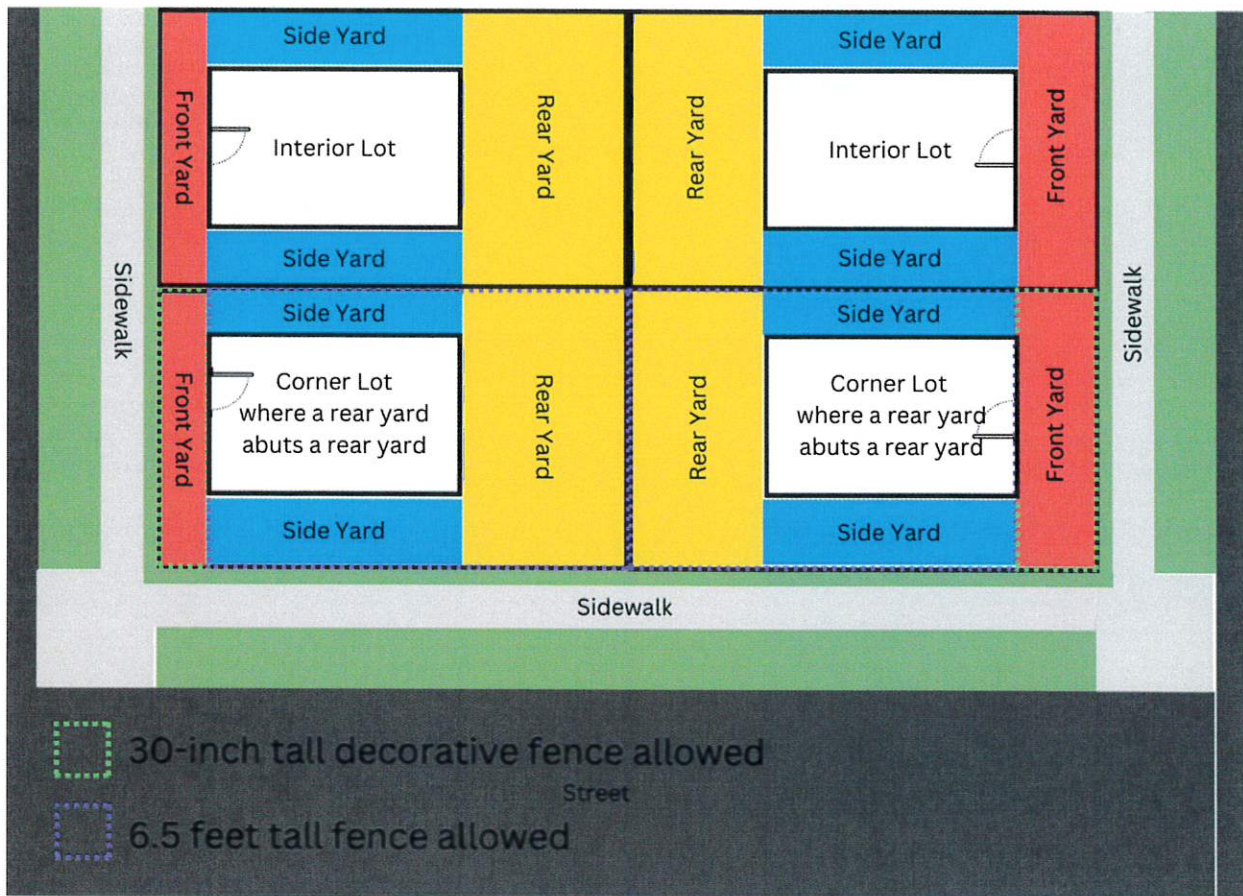 Side Yard
Side Yard
Front Yard
Interior Lot
Rear Yard
Rear Yard
Interior Lot
Front Yard
Side Yard
Side Yard
Sidewalk
Sidewalk
Side Yard
Side Yard
Front Yard
Corner Lot
where a rear yard
abuts a rear yard
Rear Yard
Rear Yard
Corner Lot
where a rear yard
abuts a rear yard
Front Yard
Side Yard
Side Yard
Sidewalk
30-inch tall decorative fence allowed
Street
6.5 feet tall fence allowed